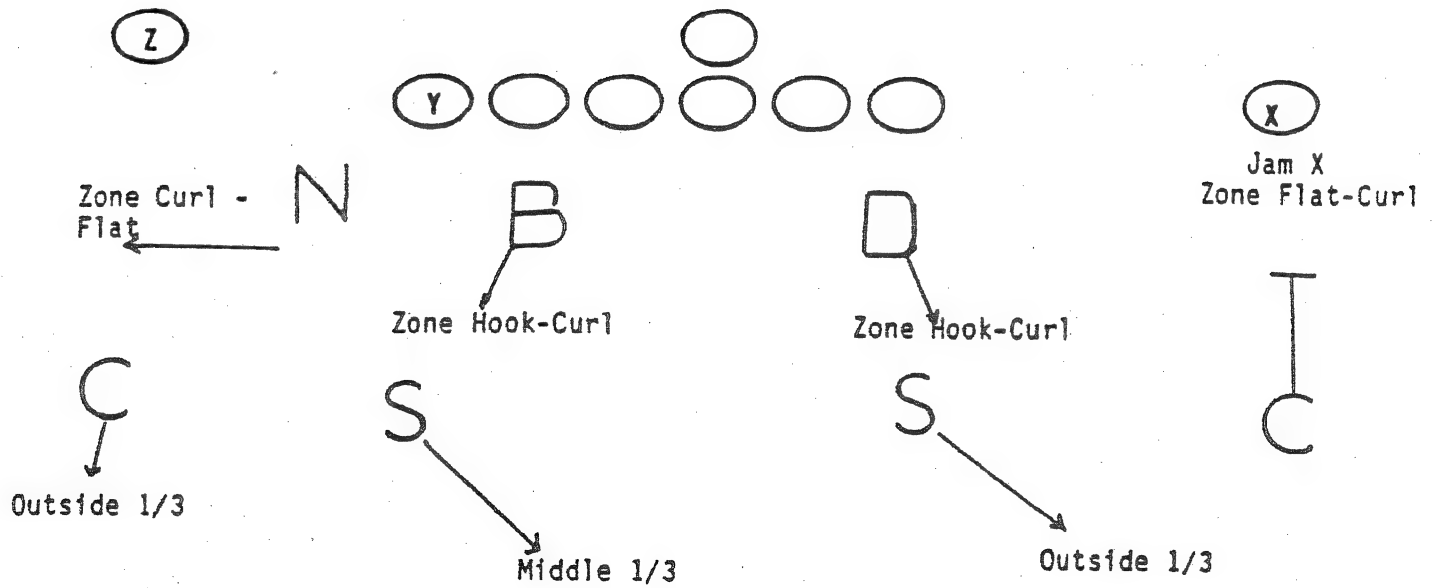 Z
Y
X
Jam X
Zone Flat-Curl
Zone Curl -
Flat
N
B
D
Zone Hook-Curl
Zone Hook-Curl
C
S
S
C
Outside 1/3
Middle 1/3
Outside 1/3